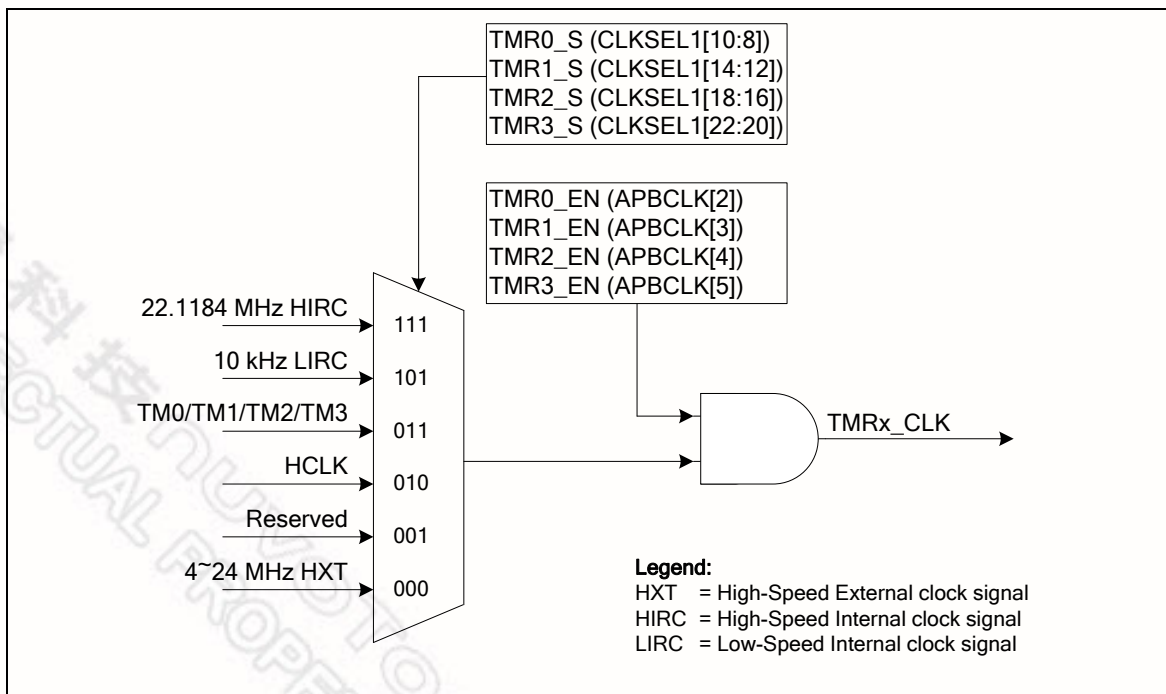 TMR0_S (CLKSEL1[10:8])
TMR1_S (CLKSEL1[14:12])
TMR2_S (CLKSEL1[18:16])
TMR3_S (CLKSEL1[22:20])
TMR0_EN (APBCLK[2])
TMR1_EN (APBCLK[3])
TMR2_EN (APBCLK[4])
TMR3_EN (APBCLK[5])
22.1184 MHz HIRC
111
10 kHz LIRC
101
TM0/TM1/TM2/TM3
011
HCLK
010
Reserved
001
4~24 MHz HXT
000
TMRx_CLK
Legend:
HXT = High-Speed External clock signal
HIRC = High-Speed Internal clock signal
LIRC = Low-Speed Internal clock signal
科技 nuvoTo